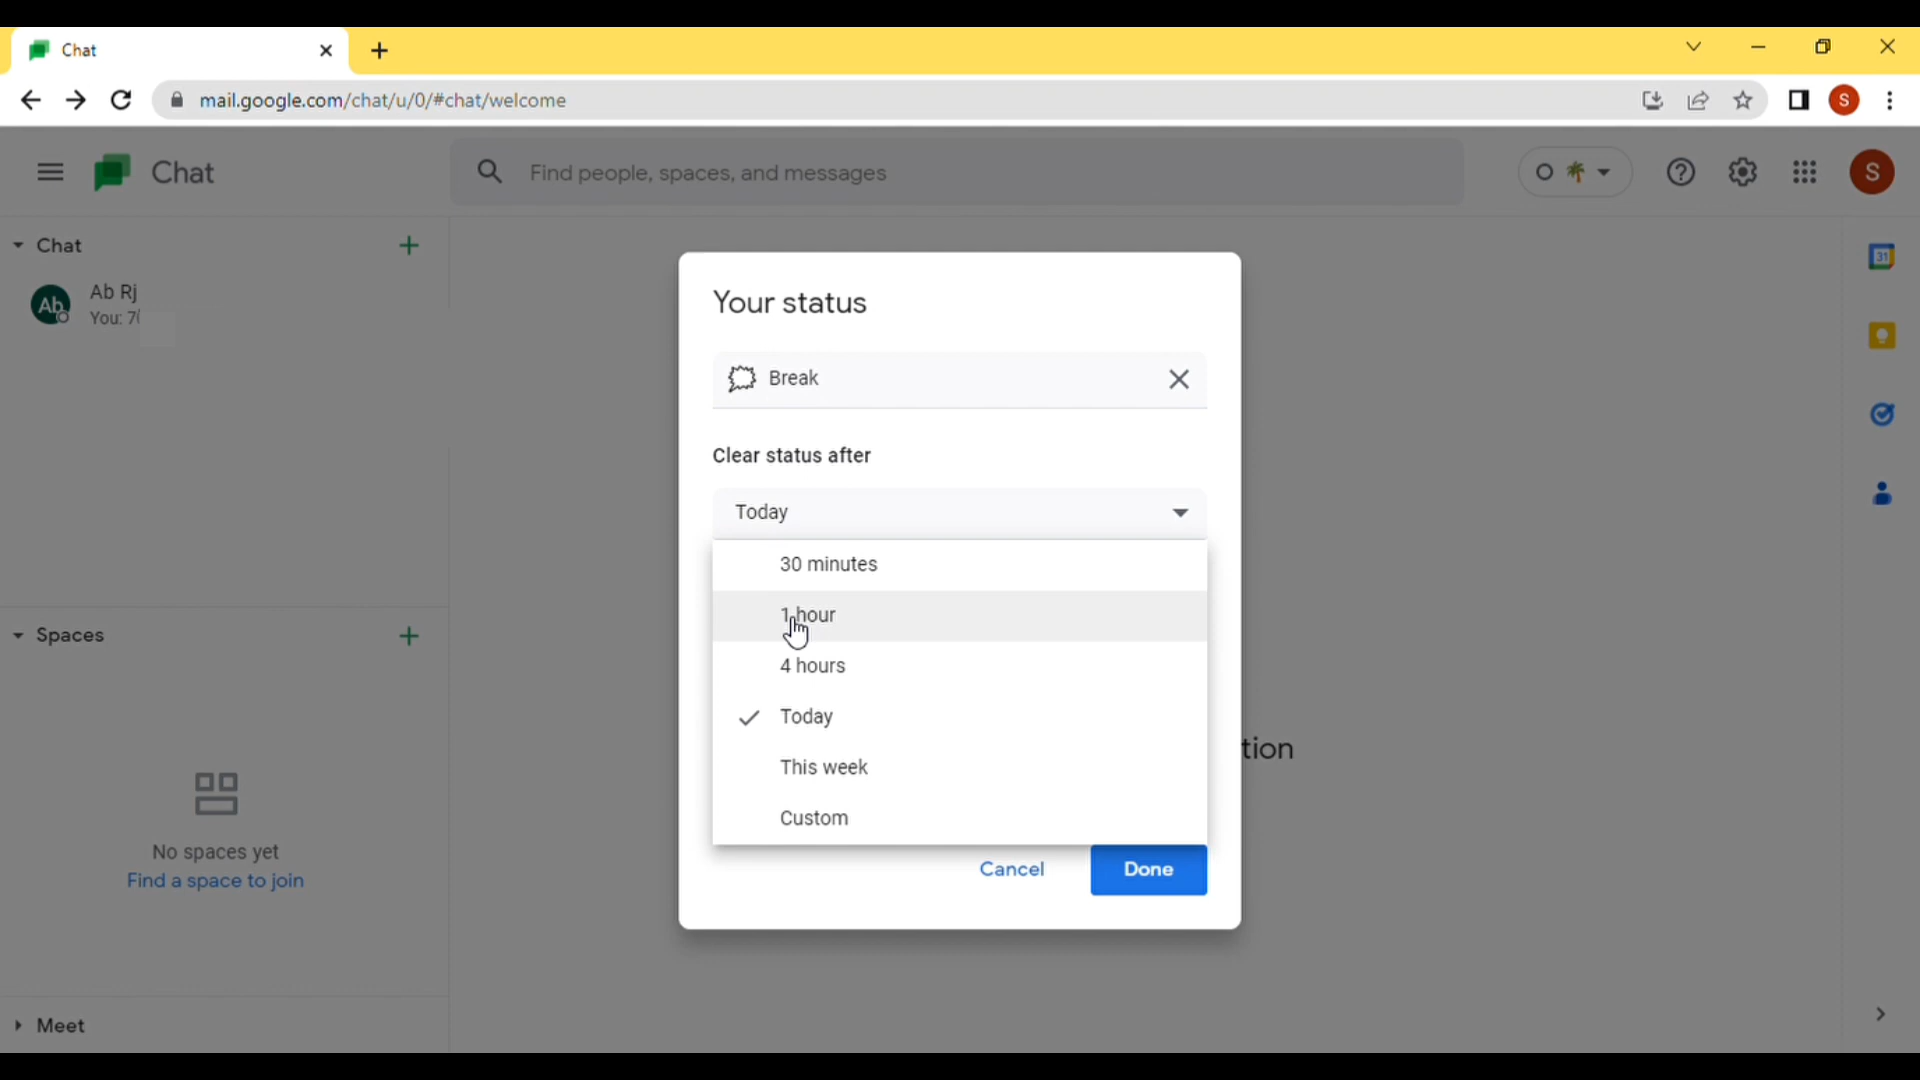 Chat
mail.google.com/chat/u/0/#chat/welcome
S
Chat
Find people, spaces, and messages
S
Chat
31
Ab
Ab Rj
You: 7
Your status
Break
Clear status after
Today
30 minutes
1 hour
4 hours
Today
This week
Custom
tion
Spaces
No spaces yet
Find a space to join
Cancel
Done
Meet